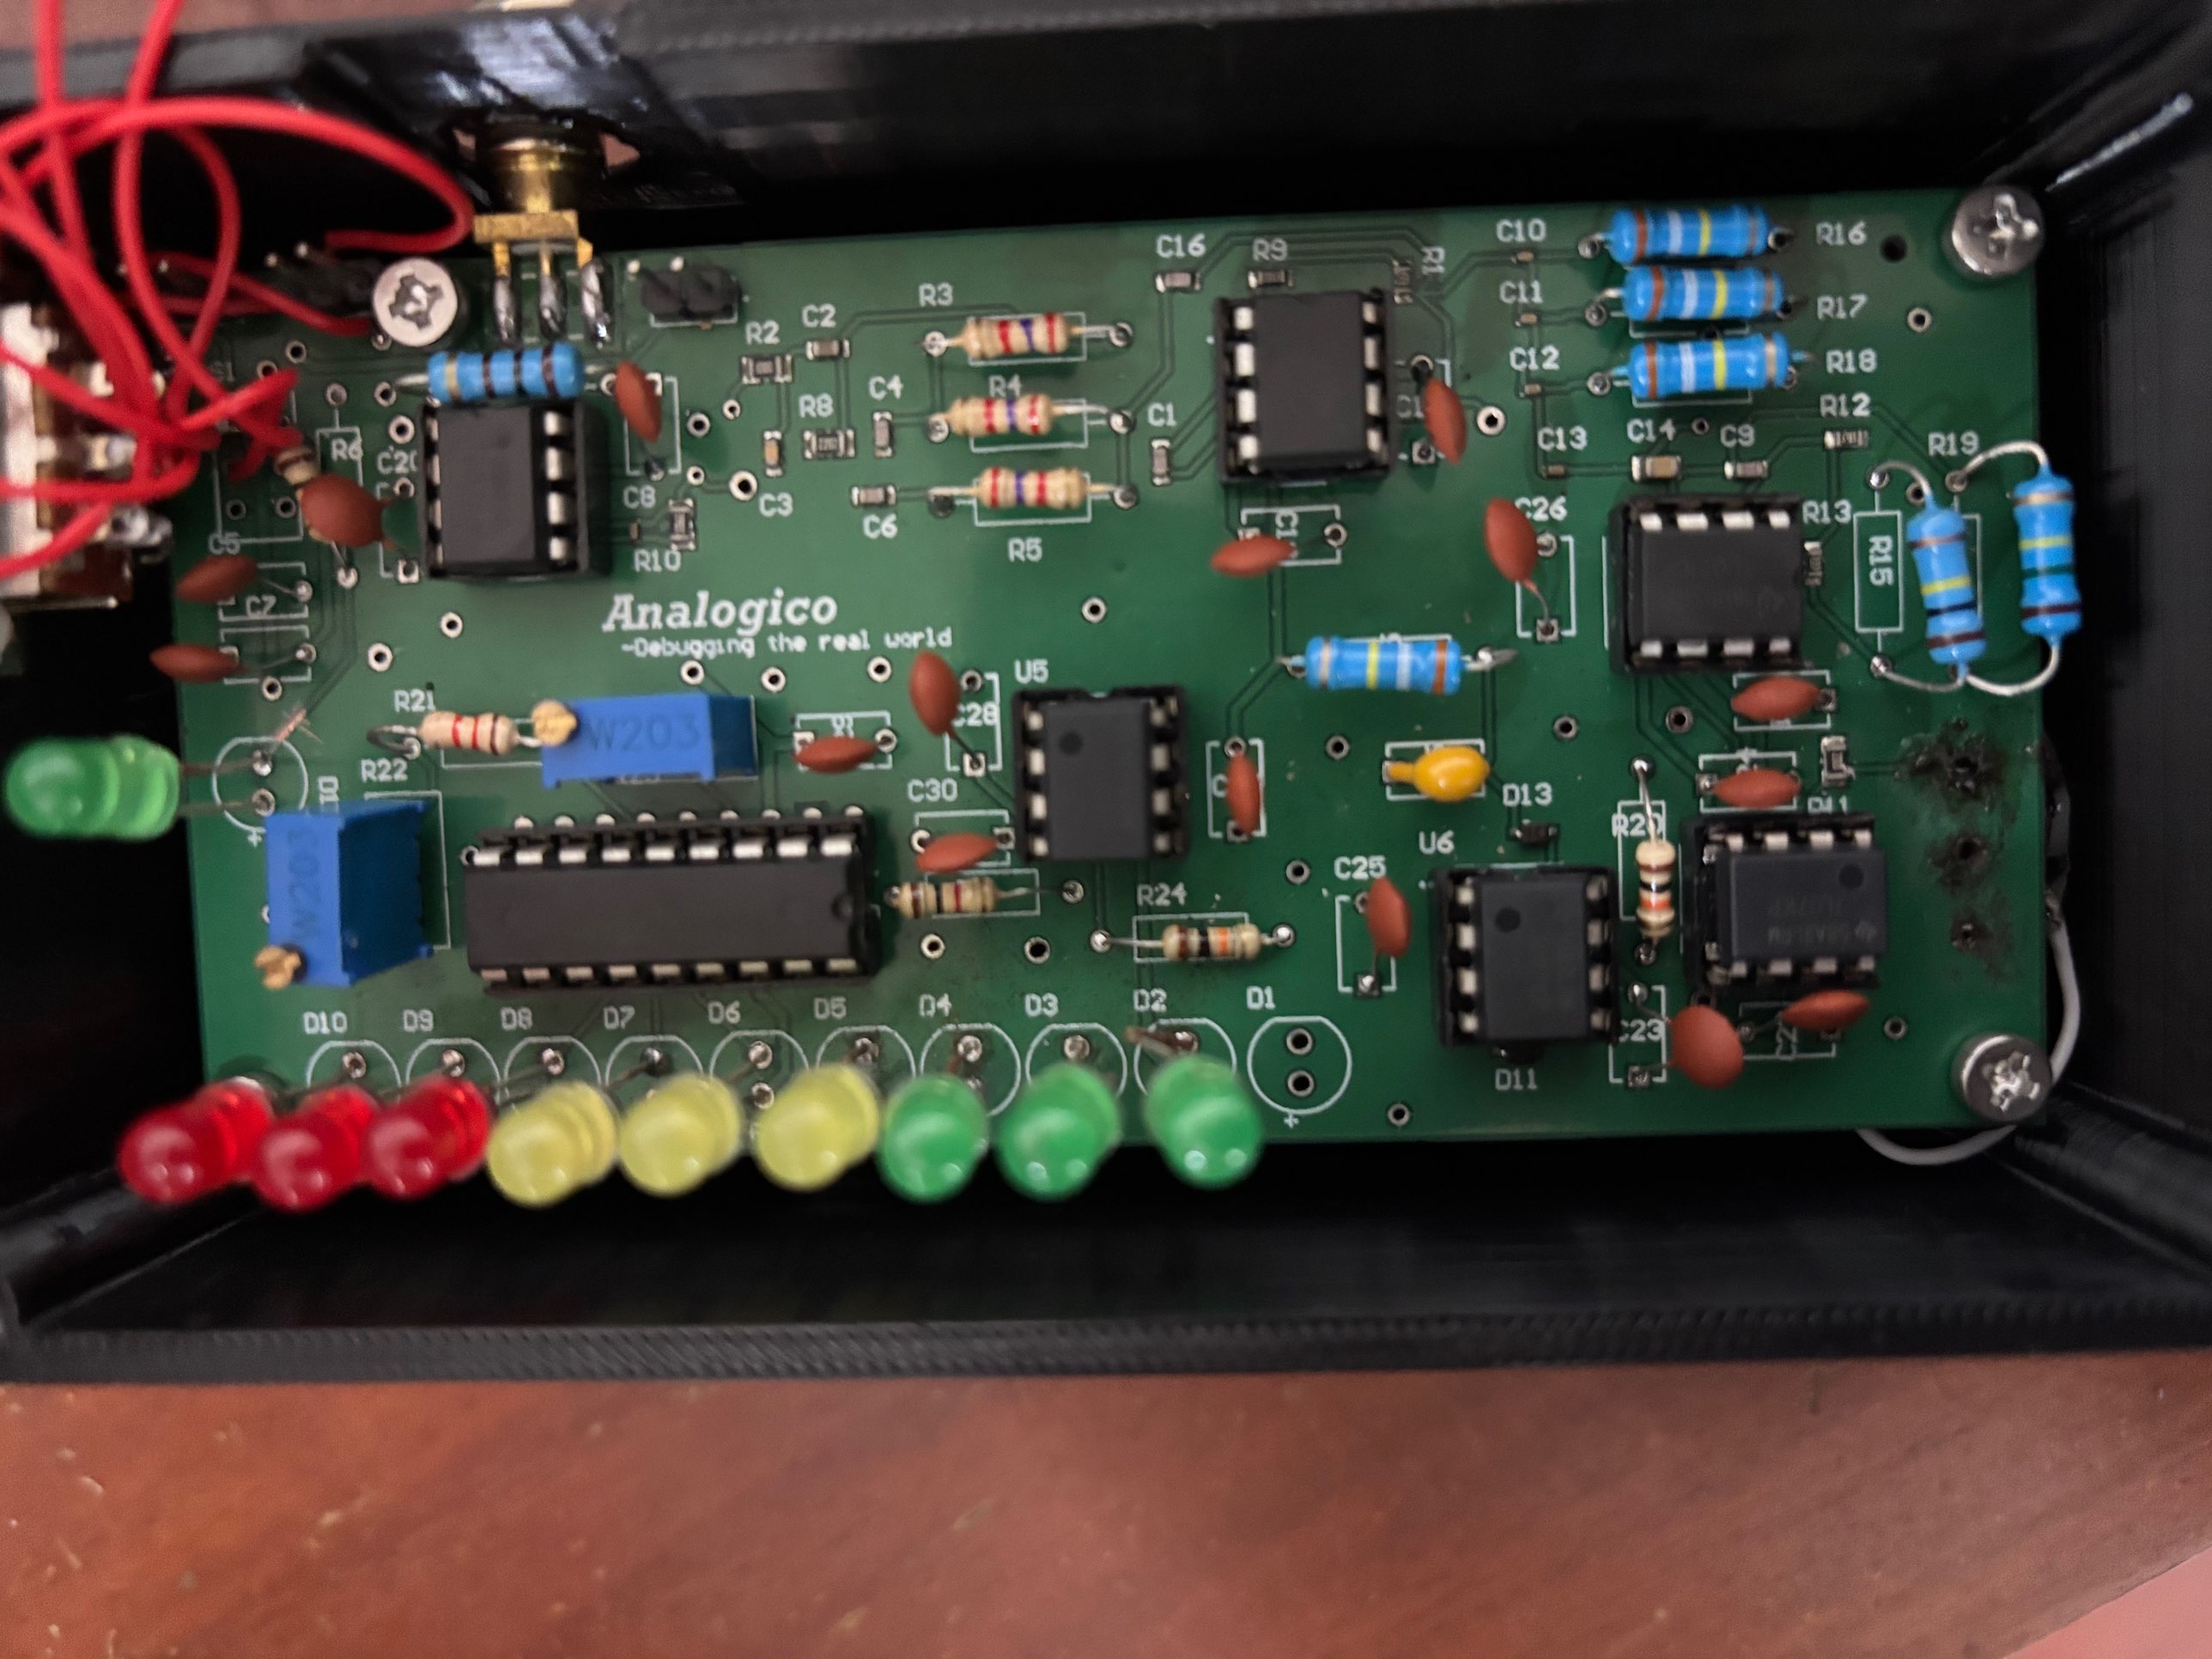 C16
R9
R1
C10
R16
R3
C11
R17
C2
R2
C12
R18
R4
C4
R8
C1
R12
R6
C13
C14
C9
R19
C8
C3
C6
C26
R13
C5
R10
R5
R15
C7
Analogico
~Debugging the real world
U5
R21
C28
W203
R22
C30
D13
R20
U6
W203
C25
R24
D10
D9
D8
D7
D6
D5
D4
D3
D2
D1
C23
D11
+
+